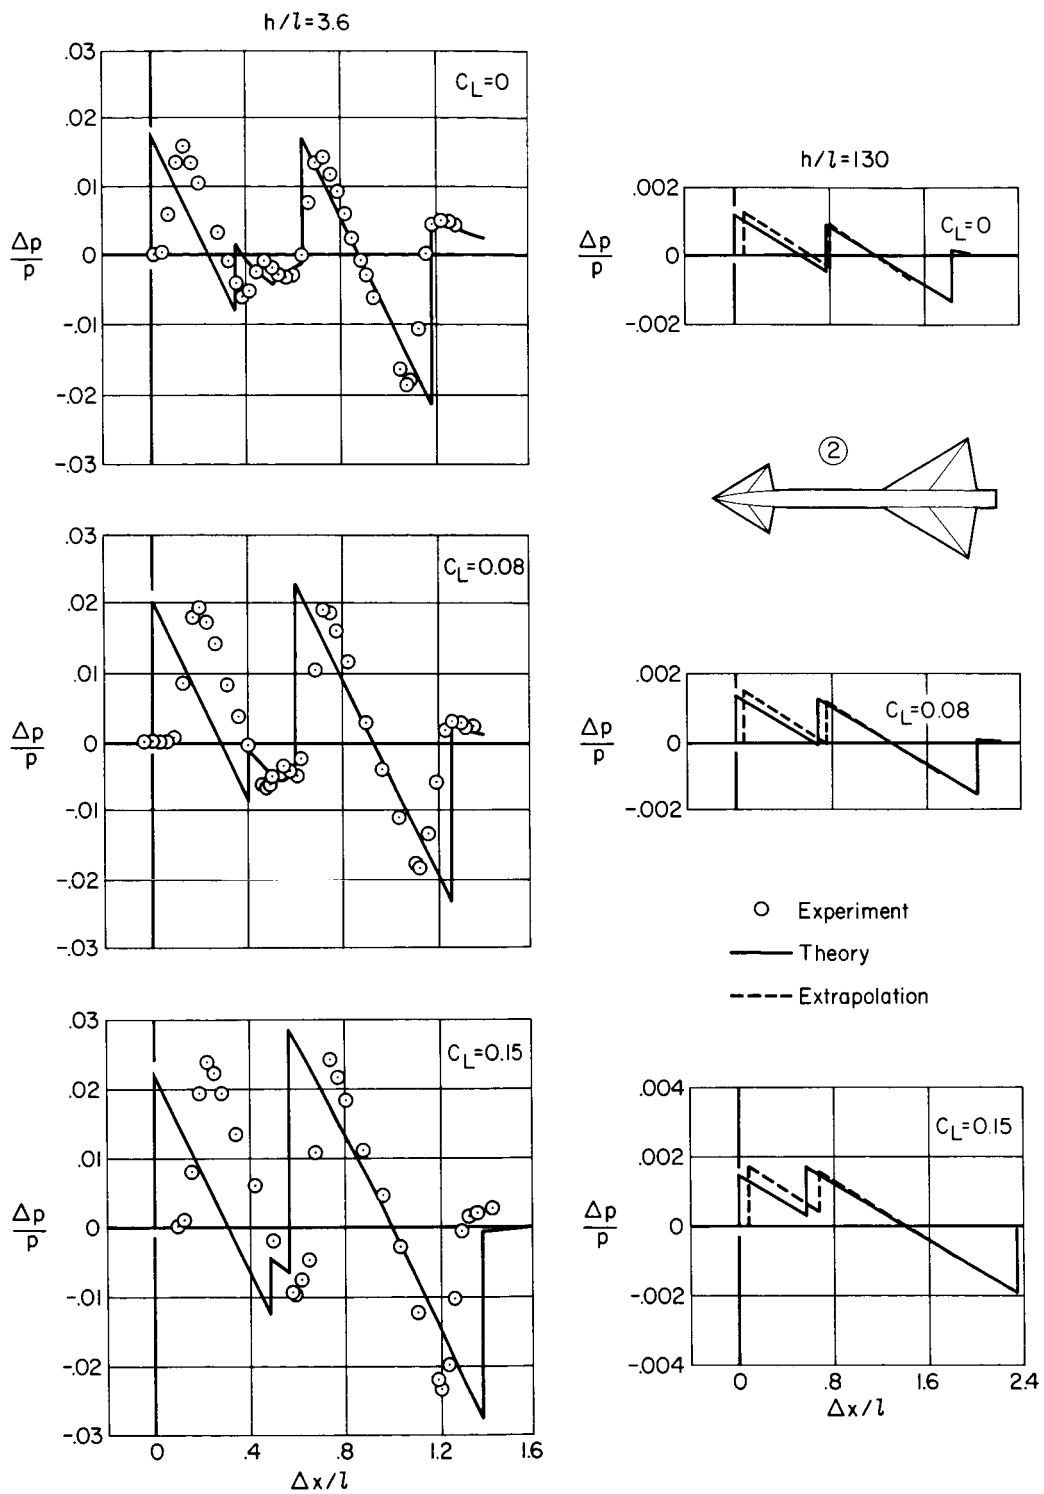 h/l=3.6
.03
.02
.01
0
-.01
-.02
-.03
Δp/p
C_L=0
h/l=130
.002
0
-.002
Δp/p
C_L=0
2
.03
.02
.01
0
-.01
-.02
-.03
Δp/p
C_L=0.08
.002
0
-.002
Δp/p
C_L=0.08
Experiment
Theory
Extrapolation
.03
.02
.01
0
-.01
-.02
-.03
Δp/p
C_L=0.15
0 .4 .8 1.2 1.6
Δx/l
.004
.002
0
-.002
-.004
Δp/p
C_L=0.15
0 .8 1.6 2.4
Δx/l